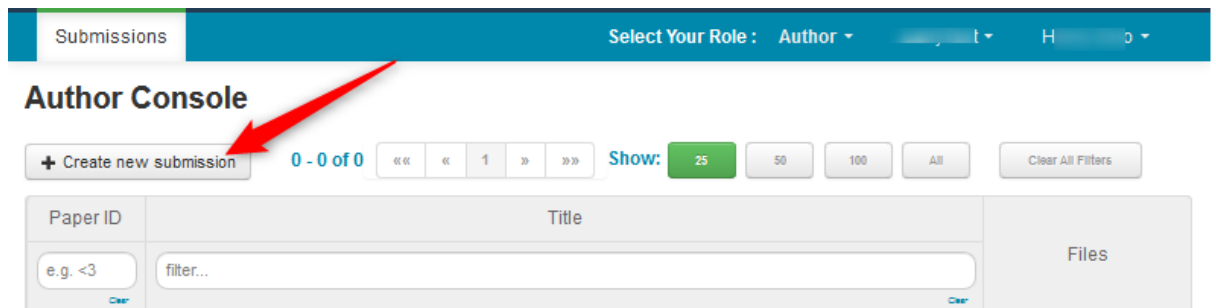 Submissions Select Your Role : Author
Author Console
+ Create new submission 0 - 0 of 0 «« « 1 » »» Show: 25 50 100 All Clear All Filters
Paper ID Title Files
e.g. <3 filter...
Clear Clear